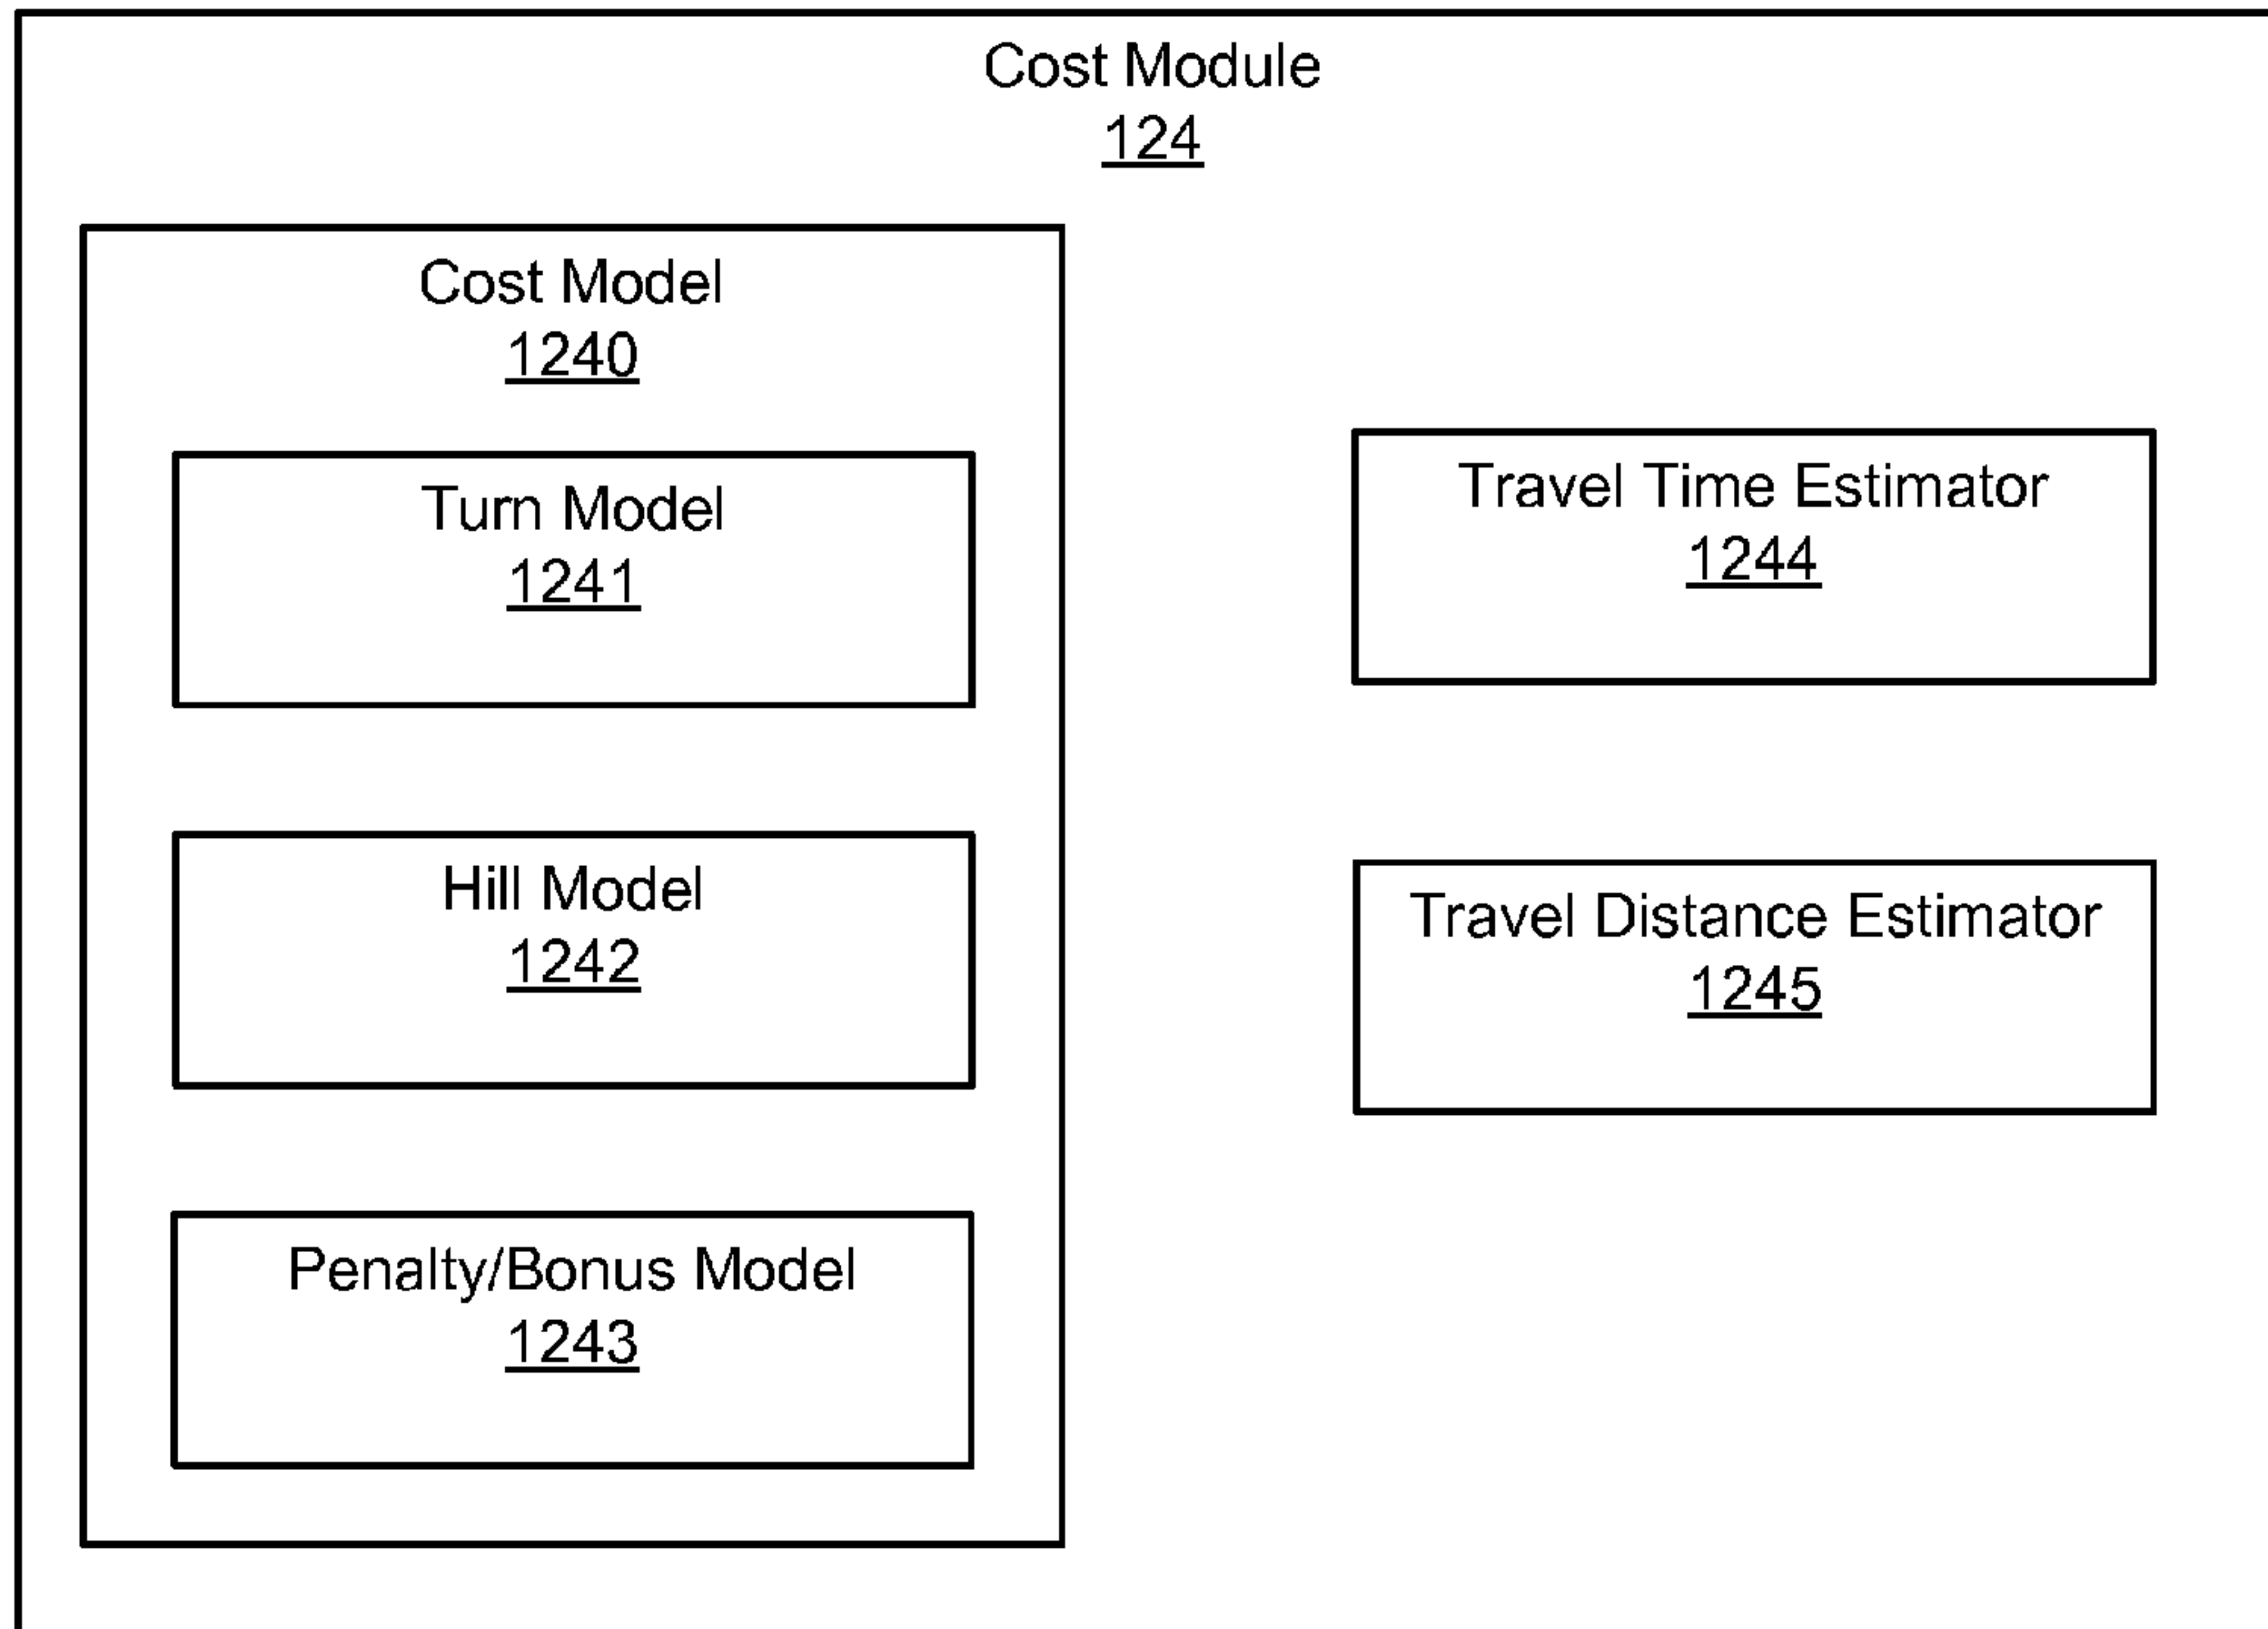 Cost Module
124
Cost Model
1240
Turn Model
1241
Hill Model
1242
Penalty/Bonus Model
1243
Travel Time Estimator
1244
Travel Distance Estimator
1245